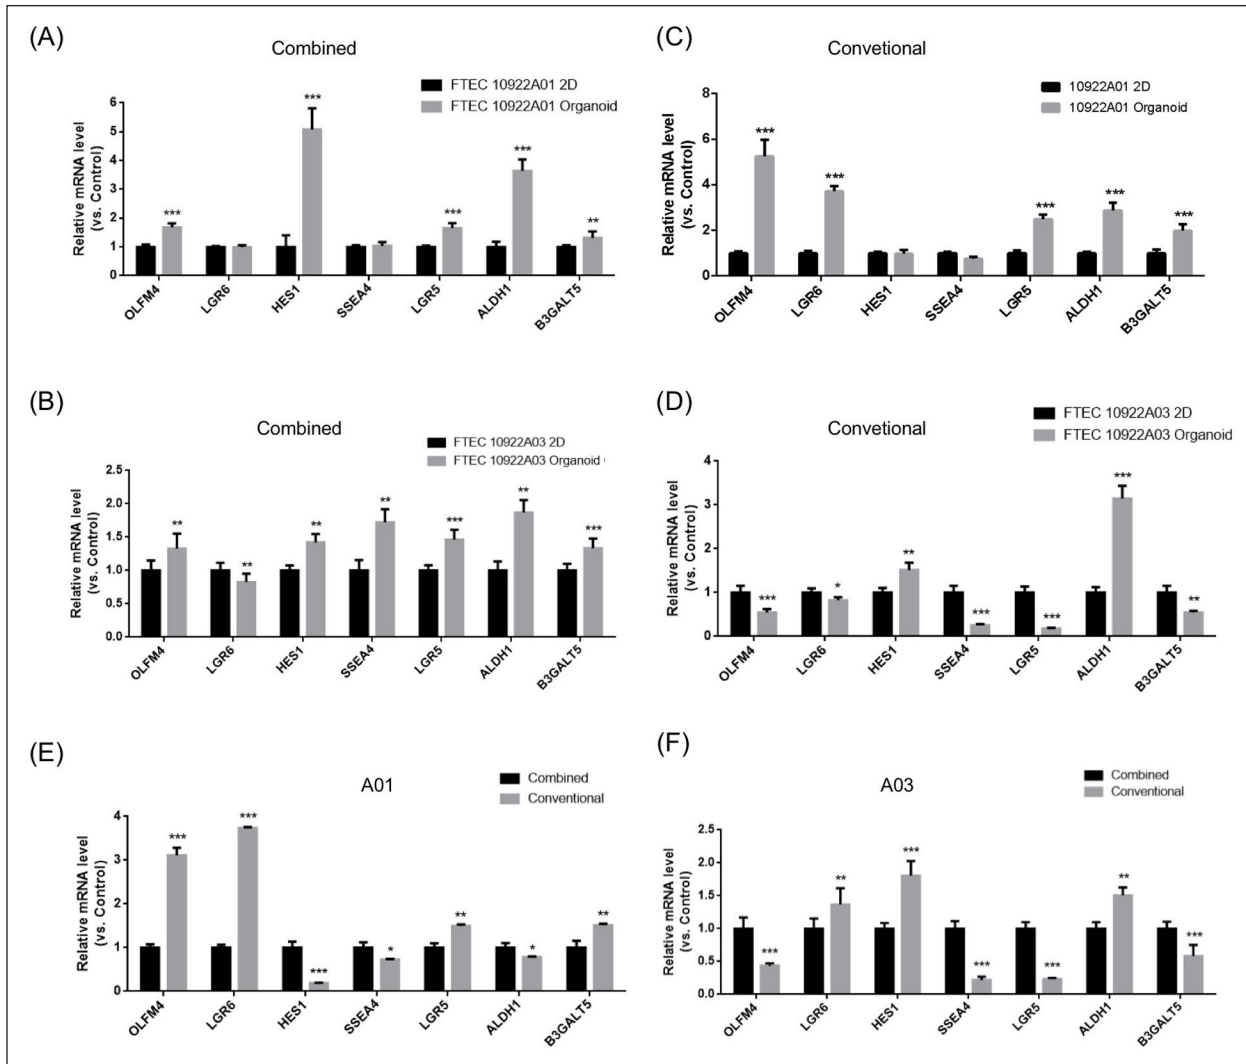 (A)
Combined
FTEC 10922A01 2D
FTEC 10922A01 Organoid
Relative mRNA level
(vs. Control)
6
5
4
3
2
1
0
***
***
***
***
**
OLFM4
LGR6
HES1
SSEA4
LGR5
ALDH1
B3GALT5
(C)
Convetional
10922A01 2D
10922A01 Organoid
Relative mRNA level
(vs. Control)
8
6
4
2
0
***
***
***
***
***
OLFM4
LGR6
HES1
SSEA4
LGR5
ALDH1
B3GALT5
(B)
Combined
FTEC 10922A03 2D
FTEC 10922A03 Organoid
Relative mRNA level
(vs. Control)
2.5
2.0
1.5
1.0
0.5
0.0
**
**
**
**
***
**
***
OLFM4
LGR6
HES1
SSEA4
LGR5
ALDH1
B3GALT5
(D)
Convetional
FTEC 10922A03 2D
FTEC 10922A03 Organoid
Relative mRNA level
(vs. Control)
4
3
2
1
0
***
*
**
***
***
***
**
OLFM4
LGR6
HES1
SSEA4
LGR5
ALDH1
B3GALT5
(E)
A01
Combined
Conventional
Relative mRNA level
(vs. Control)
4
3
2
1
0
***
***
***
*
**
*
**
OLFM4
LGR6
HES1
SSEA4
LGR5
ALDH1
B3GALT5
(F)
A03
Combined
Conventional
Relative mRNA level
(vs. Control)
2.5
2.0
1.5
1.0
0.5
0.0
***
**
***
***
***
**
***
OLFM4
LGR6
HES1
SSEA4
LGR5
ALDH1
B3GALT5